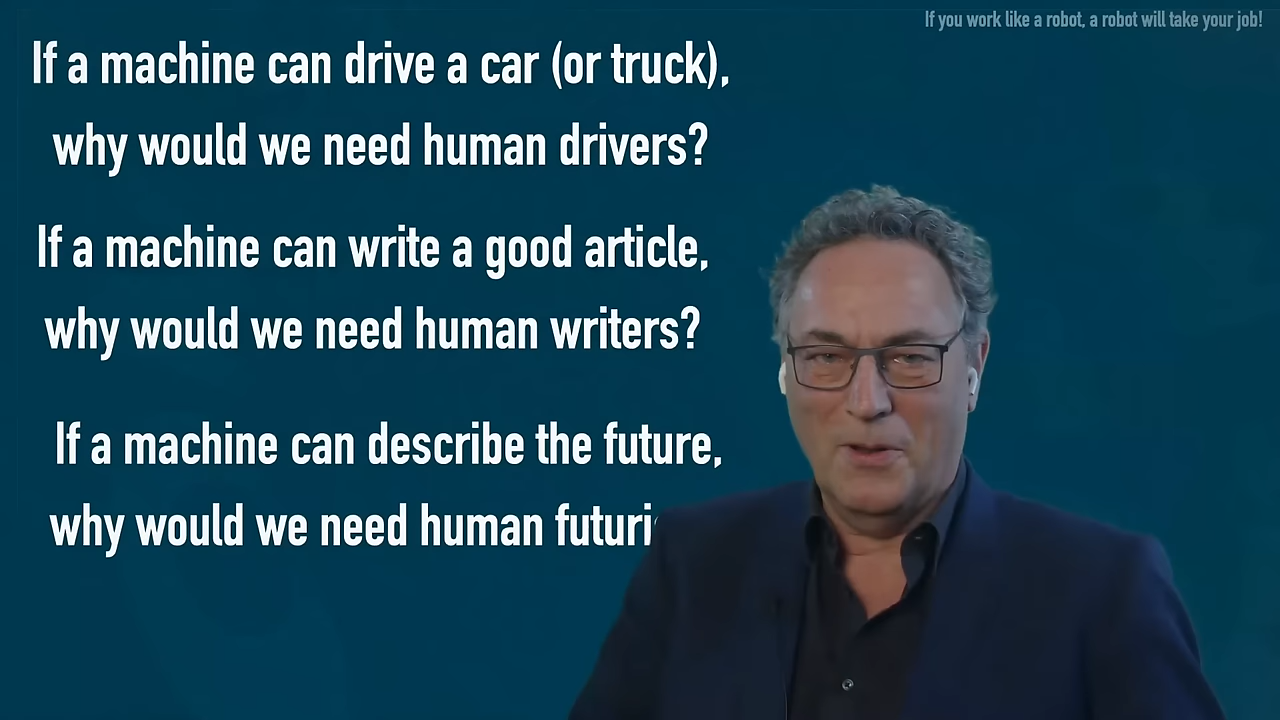 If you work like a robot, a robot will take your job!
If a machine can drive a car (or truck),
why would we need human drivers?
If a machine can write a good article,
why would we need human writers?
If a machine can describe the future,
why would we need human futuri